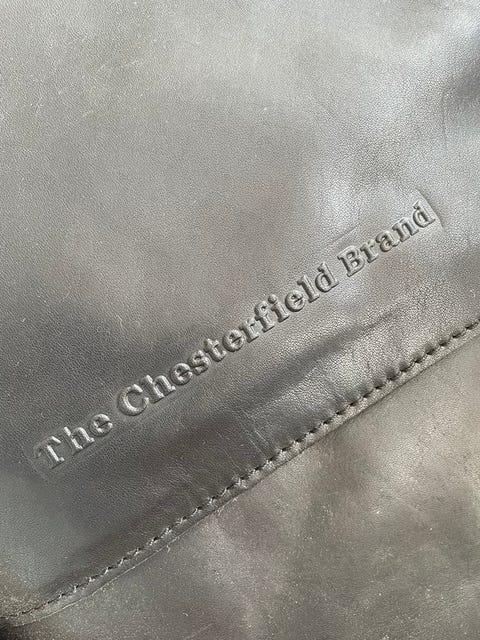 The Chesterfield Brand